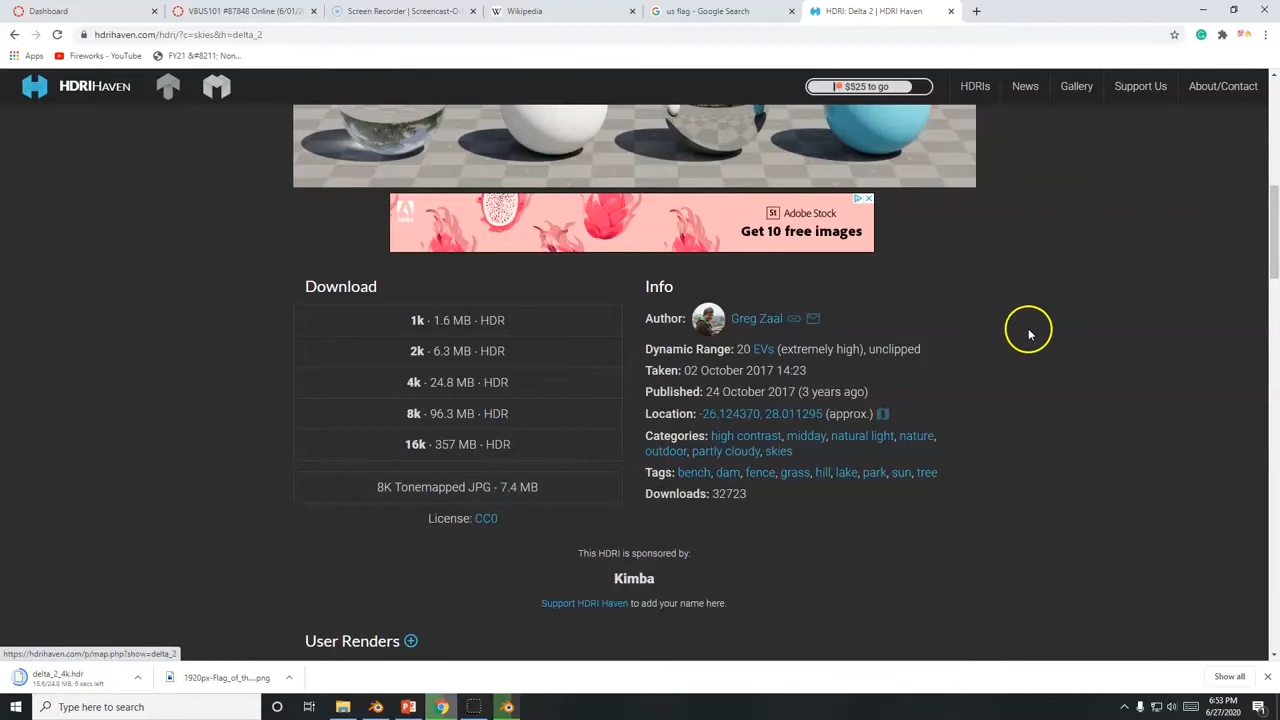 Dashboard
VBUS101 #87848 Online (6/01/2
Screen Recorder | Screencast-O-
Wikipedia
us flag - Google Search
HDRI: Delta 2 | HDRI Haven
hdrihaven.com/hdri/?c=skies&h=delta_2
Apps
Fireworks - YouTube
FY21 &#8211; Non...
HDRIHAVEN
$525 to go
HDRIs
News
Gallery
Support Us
About/Contact
St Adobe Stock
Get 10 free images
Adobe
Download
1k · 1.6 MB · HDR
2k · 6.3 MB · HDR
4k · 24.8 MB · HDR
8k · 96.3 MB · HDR
16k · 357 MB · HDR
8K Tonemapped JPG · 7.4 MB
License: CC0
Info
Author: Greg Zaal
Dynamic Range: 20 EVs (extremely high), unclipped
Taken: 02 October 2017 14:23
Published: 24 October 2017 (3 years ago)
Location: -26.124370, 28.011295 (approx.)
Categories: high contrast, midday, natural light, nature,
outdoor, partly cloudy, skies
Tags: bench, dam, fence, grass, hill, lake, park, sun, tree
Downloads: 32723
This HDRI is sponsored by:
Kimba
Support HDRI Haven to add your name here.
User Renders
https://hdrihaven.com/p/map.php?show=delta_2
delta_2_4k.hdr
1920px-Flag_of_th....png
Show all
Type here to search
6:53 PM
6/27/2020